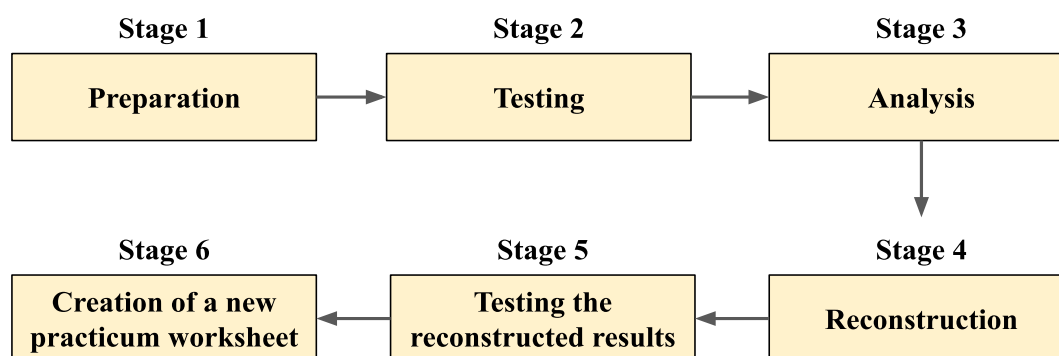 Stage 1
Preparation
Stage 2
Testing
Stage 3
Analysis
Stage 4
Reconstruction
Stage 5
Testing the
reconstructed results
Stage 6
Creation of a new
practicum worksheet